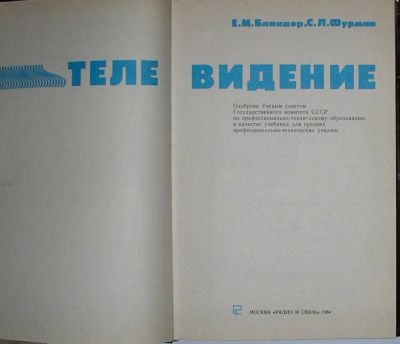 Е.М. Бляндер, С.Л. Фурман
ТЕЛЕ ВИДЕНИЕ
Одобрено Ученым советом
Государственного комитета СССР
по профессионально-техническому образованию
в качестве учебника для средних
профессионально-технических училищ
МОСКВА «РАДИО И СВЯЗЬ» 1984